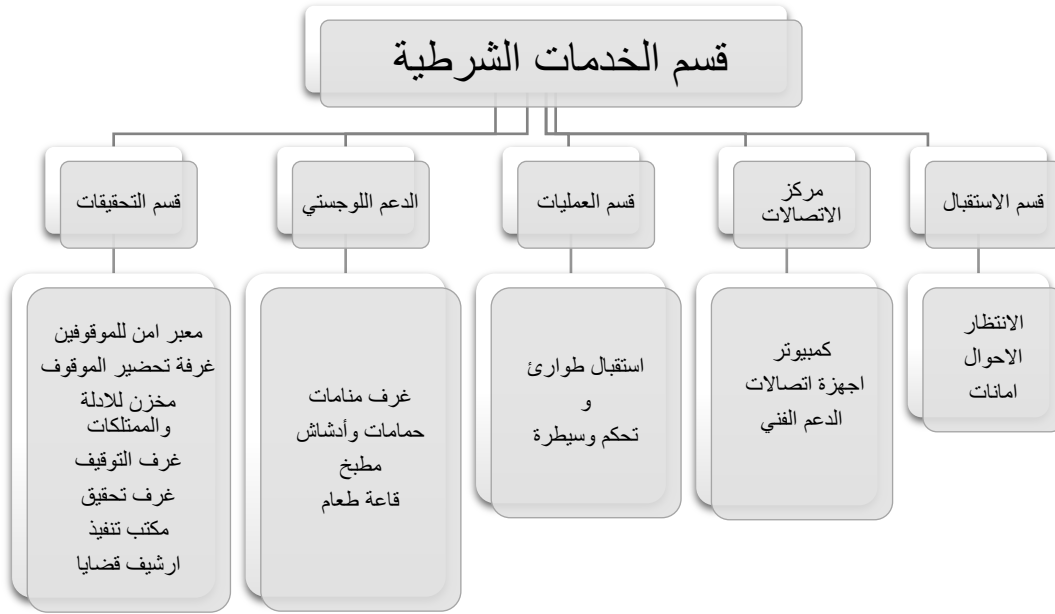 قسم الخدمات الشرطية
قسم الاستقبال
الانتظار
الاحوال
امانات
مركز
الاتصالات
كمبيوتر
اجهزة اتصالات
الدعم الفني
قسم العمليات
استقبال طوارئ
و
تحكم وسيطرة
الدعم اللوجستي
غرف منامات
حمامات وأدشاش
مطبخ
قاعة طعام
قسم التحقيقات
معبر امن للموقوفين
غرفة تحضير الموقوف
مخزن للادلة
والممتلكات
غرف التوقيف
غرف تحقيق
مكتب تنفيذ
ارشيف قضايا